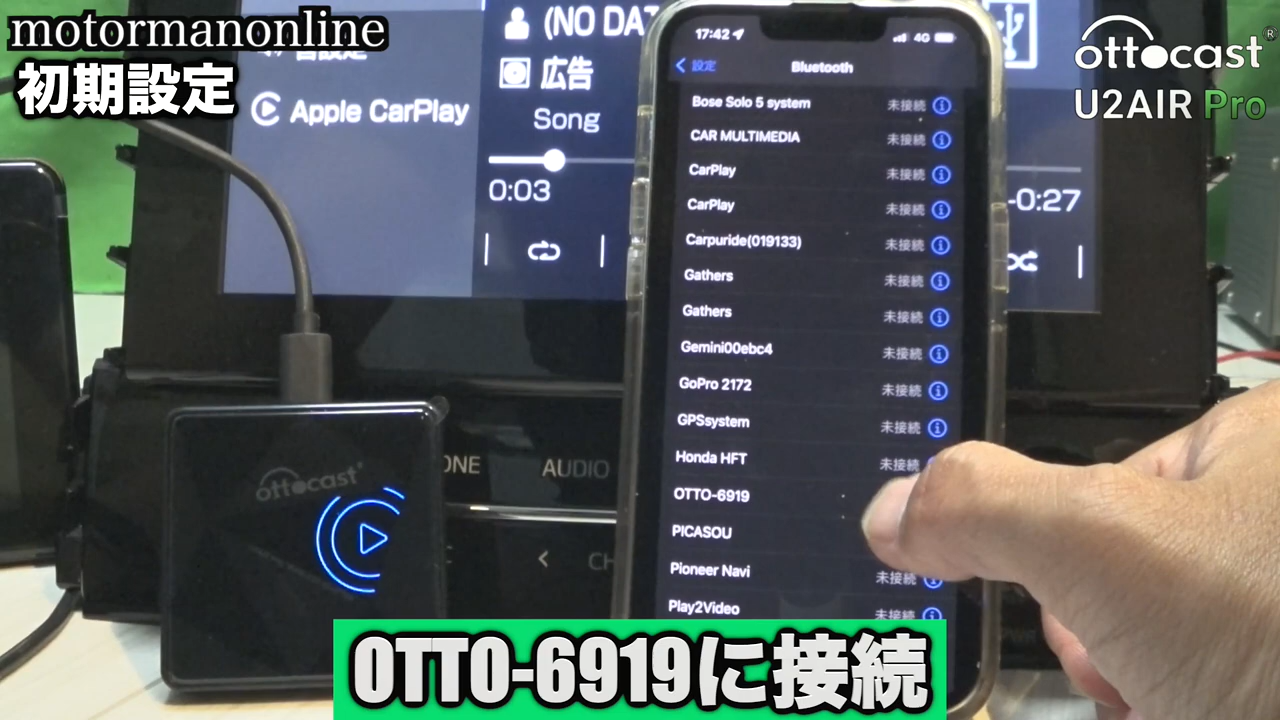 motormanonline
初期設定
Apple CarPlay
(NO DAT
広告
Song
0:03
-0:27
17:42
4G
設定
Bluetooth
Bose Solo 5 system 未接続
CAR MULTIMEDIA 未接続
CarPlay 未接続
CarPlay 未接続
Carpuride(019133) 未接続
Gathers 未接続
Gathers 未接続
Gemini00ebc4 未接続
GoPro 2172 未接続
GPSsystem 未接続
Honda HFT 未接続
OTTO-6919
PICASOU
Pioneer Navi 未接続
Play2Video 未接続
ottocast®
U2AIR Pro
ottocast®
ONE
AUDIO
CH
OTTO-6919に接続